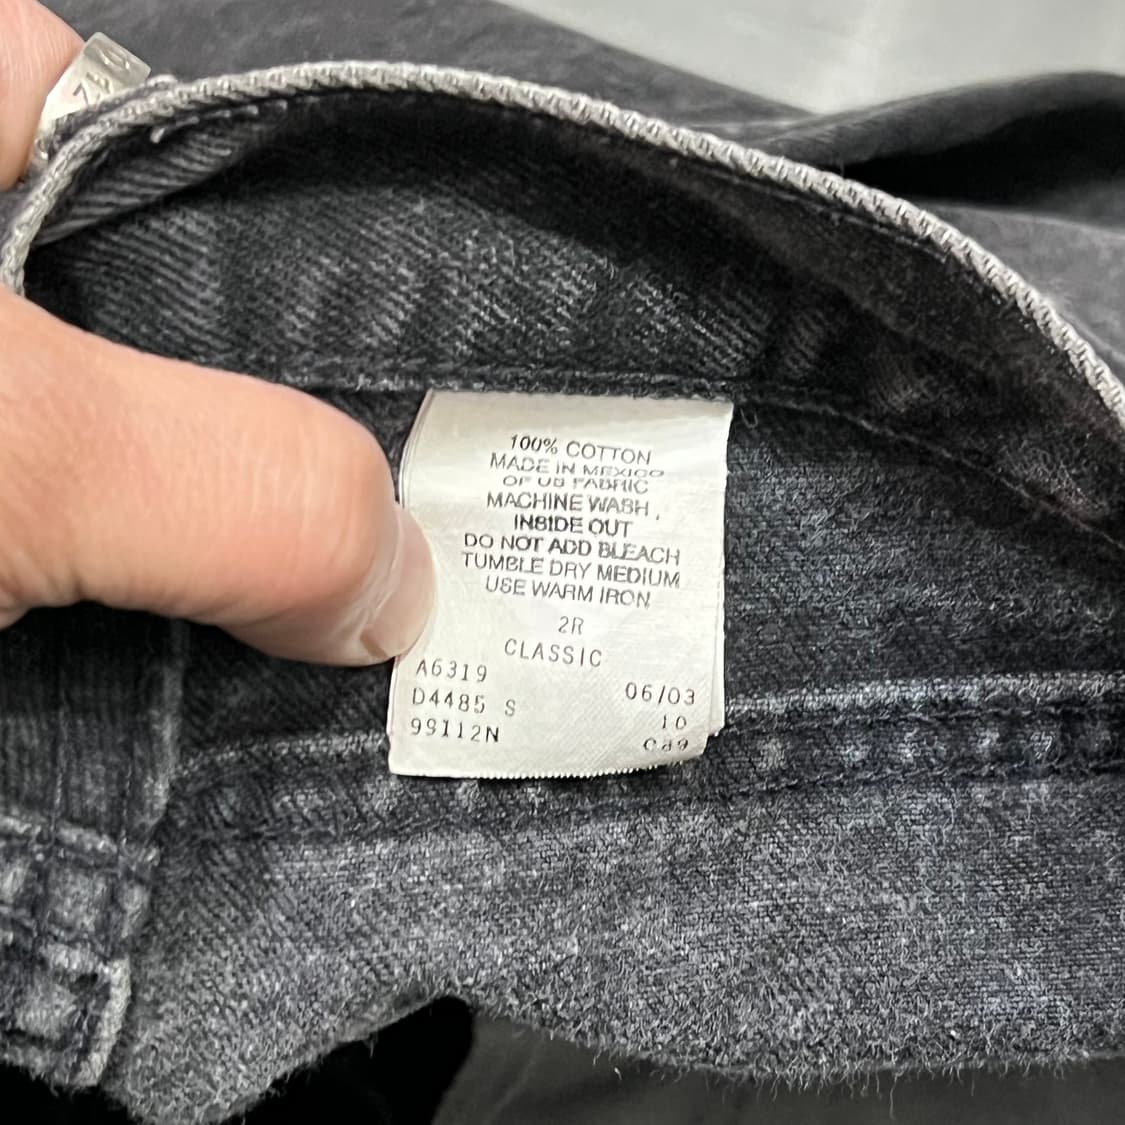 100% COTTON
MADE IN MEXICO
OF US FABRIC
MACHINE WASH,
INSIDE OUT
DO NOT ADD BLEACH
TUMBLE DRY MEDIUM
USE WARM IRON
2R
CLASSIC
A6319
D4485 S 06/03
99112N 10